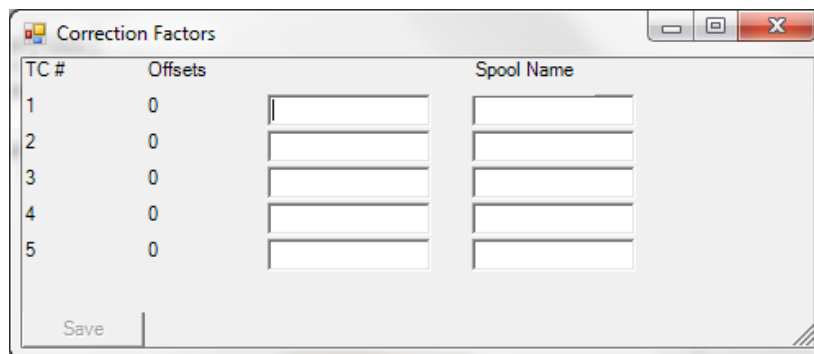 Correction Factors
TC # Offsets Spool Name
1 0
2 0
3 0
4 0
5 0
Save